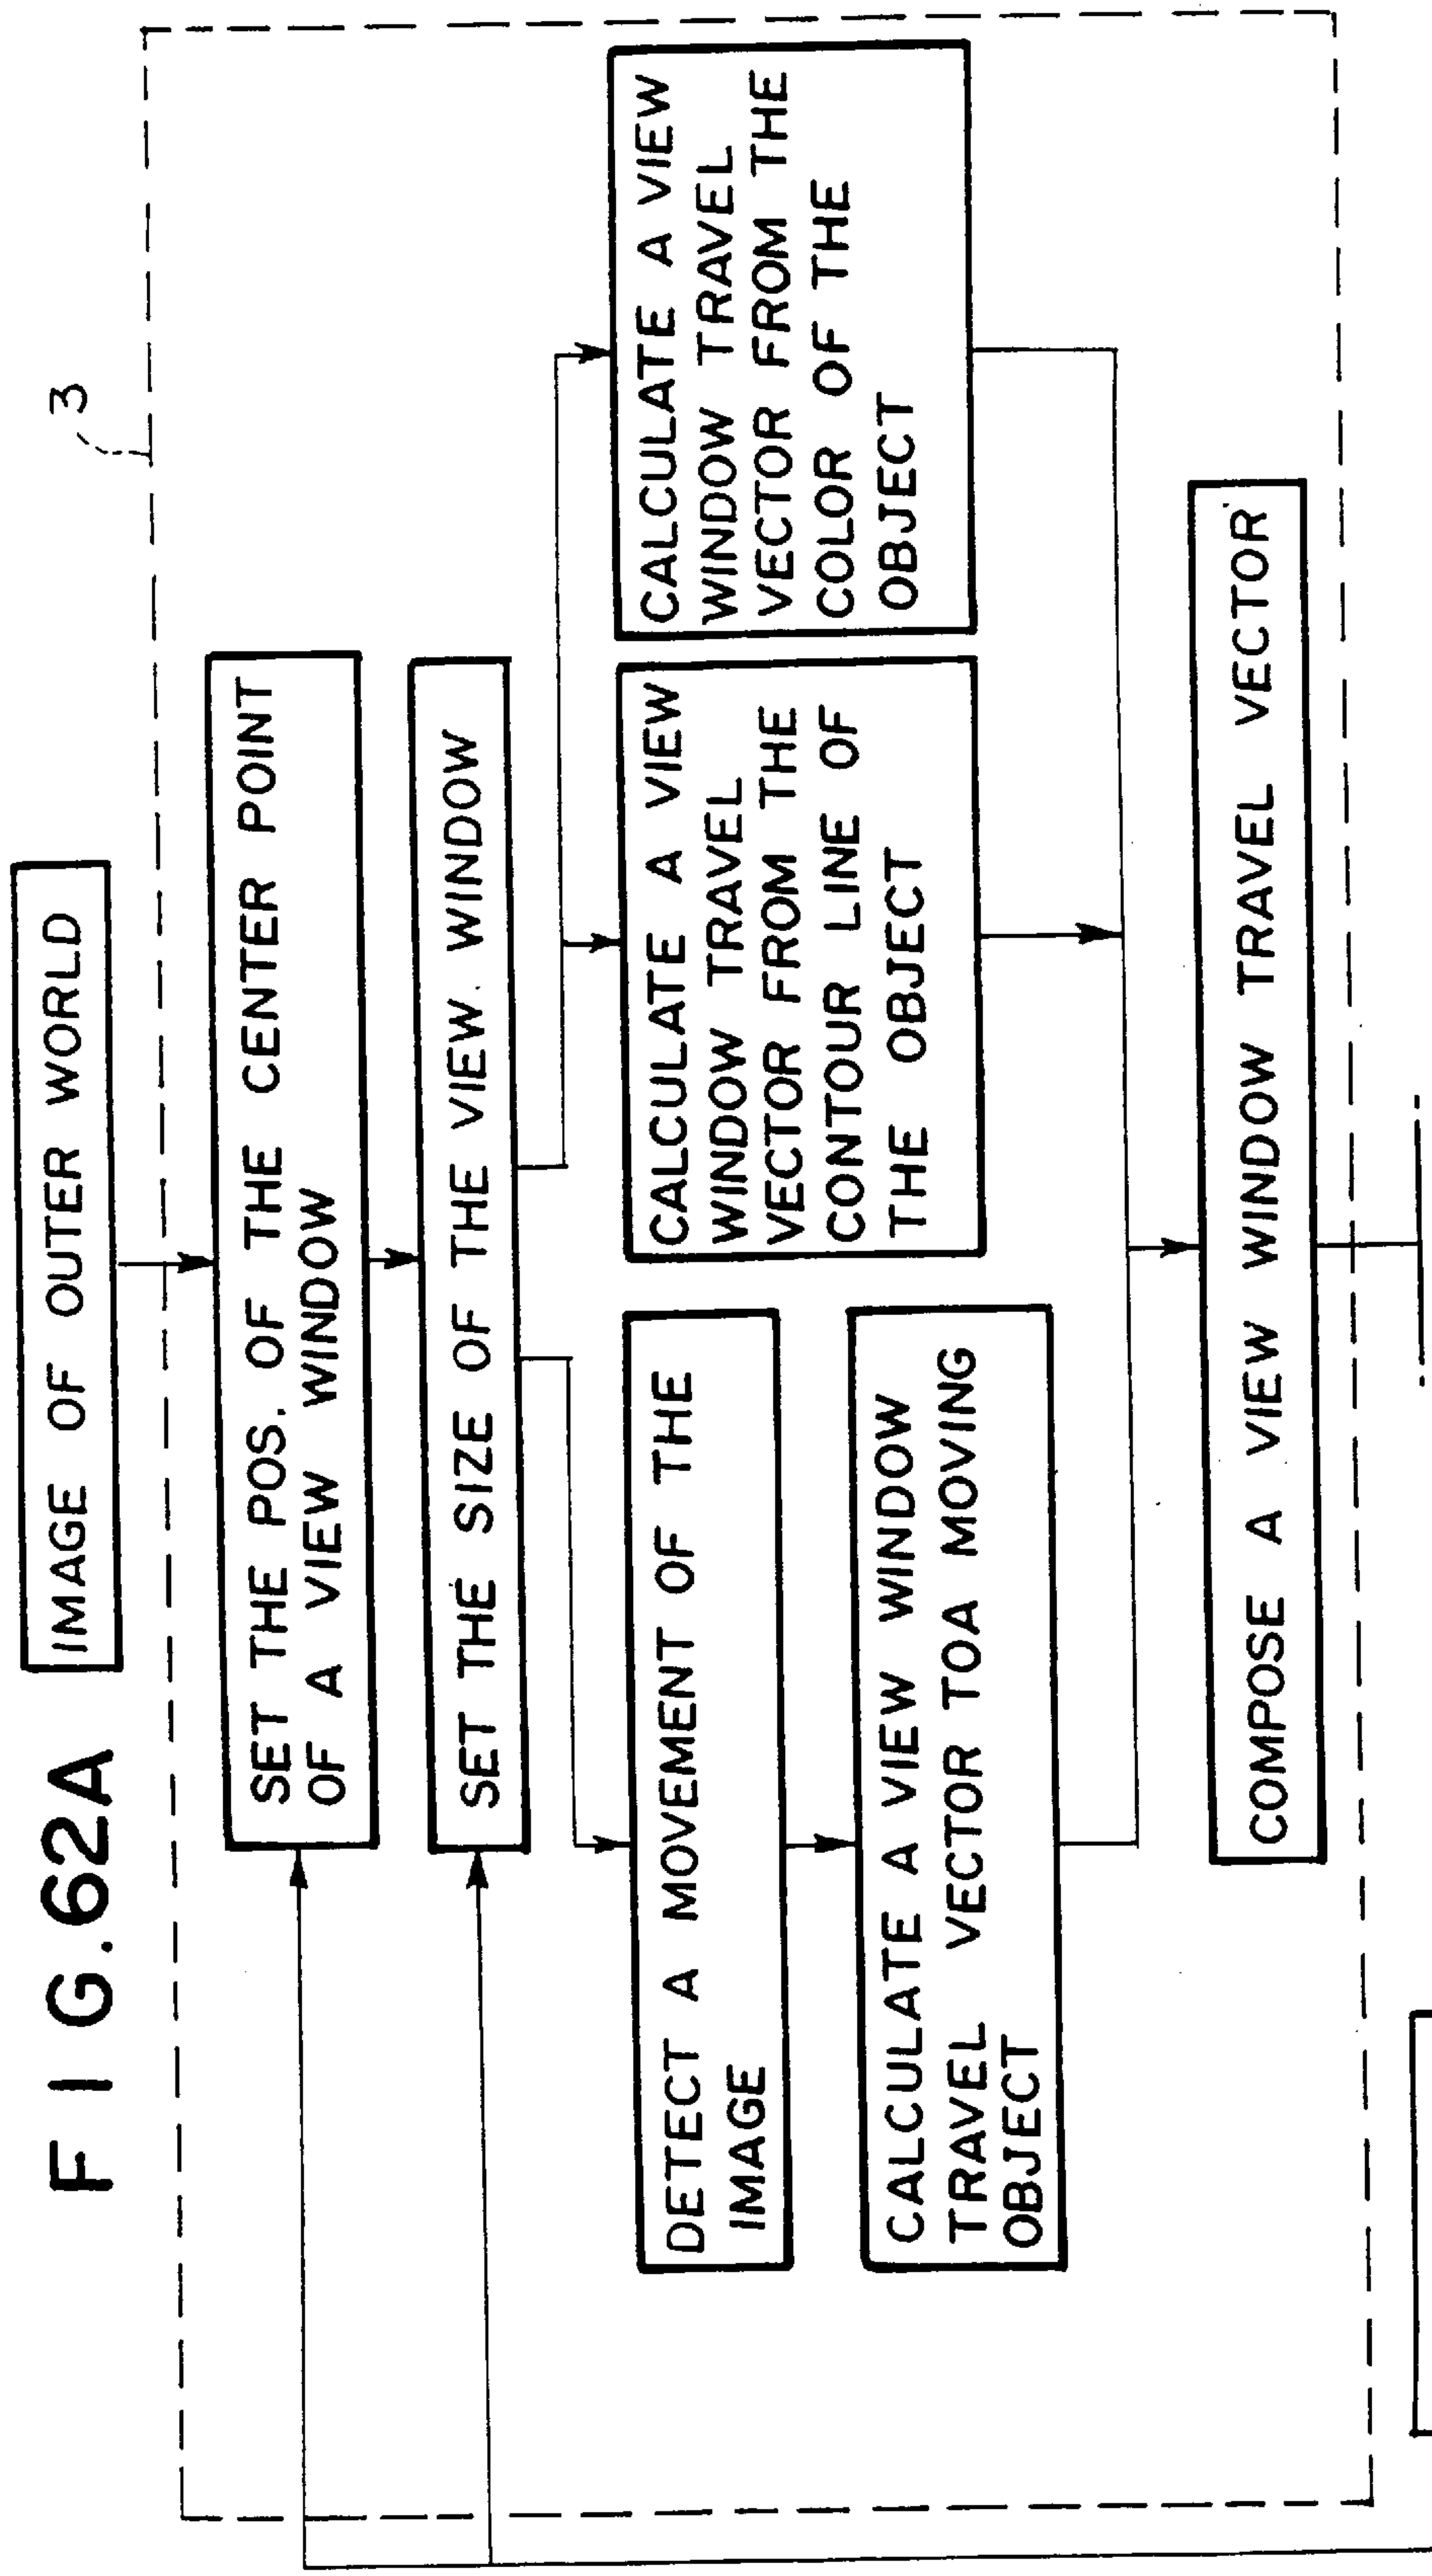 FIG.62A
IMAGE OF OUTER WORLD
3
SET THE POS. OF THE CENTER POINT
OF A VIEW WINDOW
SET THE SIZE OF THE VIEW WINDOW
DETECT A MOVEMENT OF THE
IMAGE
CALCULATE A VIEW WINDOW
TRAVEL VECTOR TOA MOVING
OBJECT
CALCULATE A VIEW
WINDOW TRAVEL
VECTOR FROM THE
CONTOUR LINE OF
THE OBJECT
CALCULATE A VIEW
WINDOW TRAVEL
VECTOR FROM THE
COLOR OF THE
OBJECT
COMPOSE A VIEW WINDOW TRAVEL VECTOR